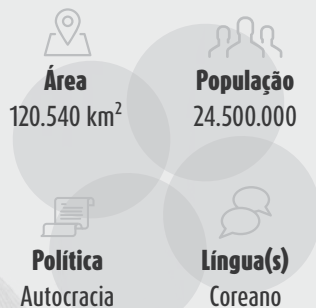 Área
120.540 km²
População
24.500.000
Política
Autocracia
Língua(s)
Coreano